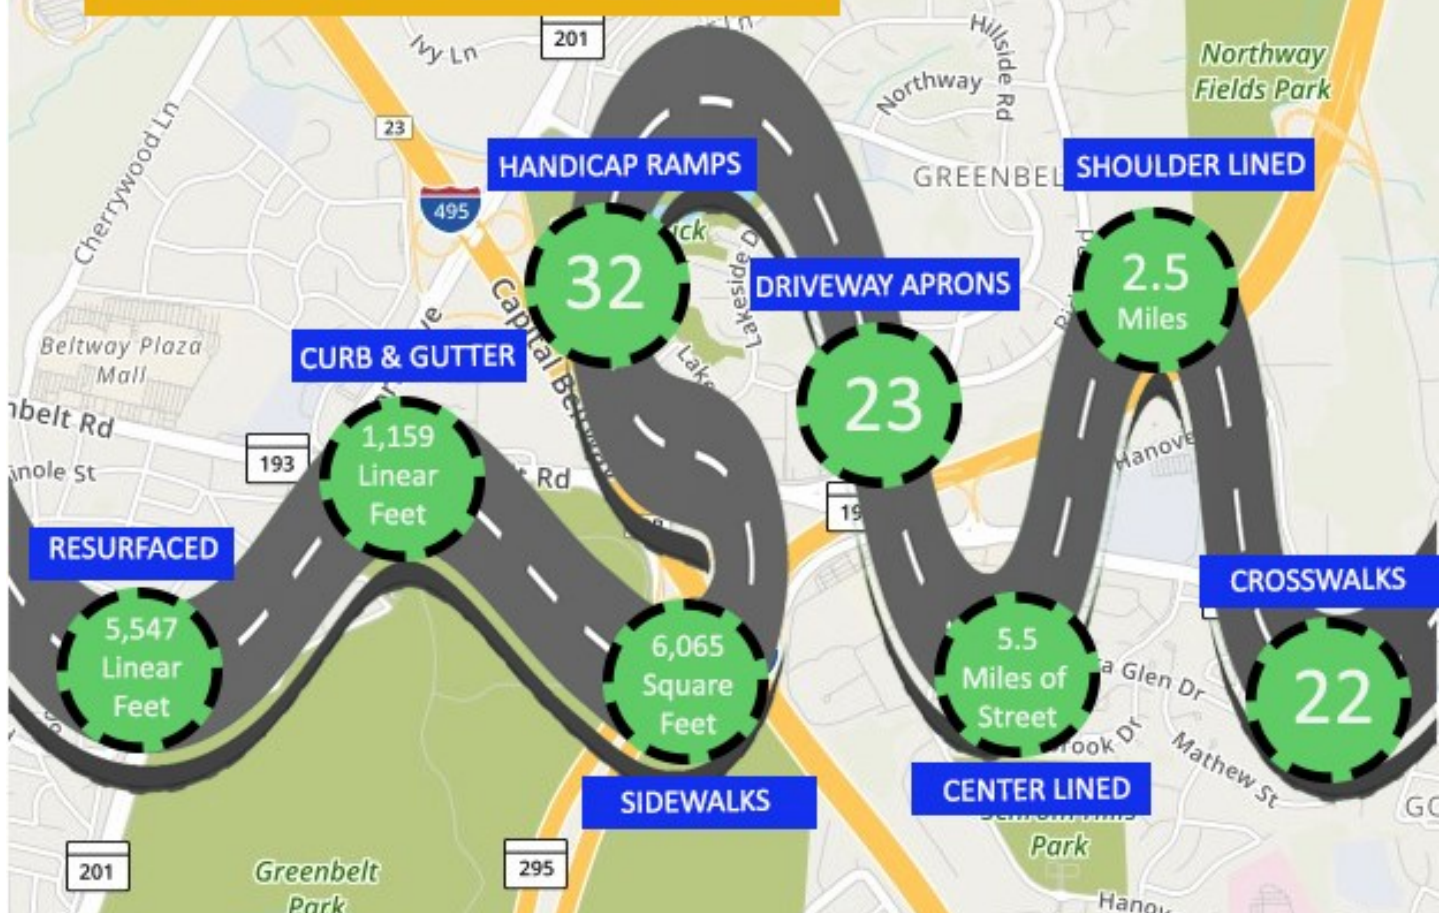 201
Ivy Ln
Hillside Rd
Northway
Northway
Fields Park
Cherrywood Ln
23
495
HANDICAP RAMPS
SHOULDER LINED
32
2.5
Miles
DRIVEWAY APRONS
23
Lakeside D
Capital Beltway
Beltway Plaza
Mall
CURB & GUTTER
1,159
Linear
Feet
193
Rd
Hanove
RESURFACED
5,547
Linear
Feet
6,065
Square
Feet
SIDEWALKS
5.5
Miles of
Street
CENTER LINED
CROSSWALKS
22
Glen Dr
Mathew St
Park
201
295
Greenbelt
Park